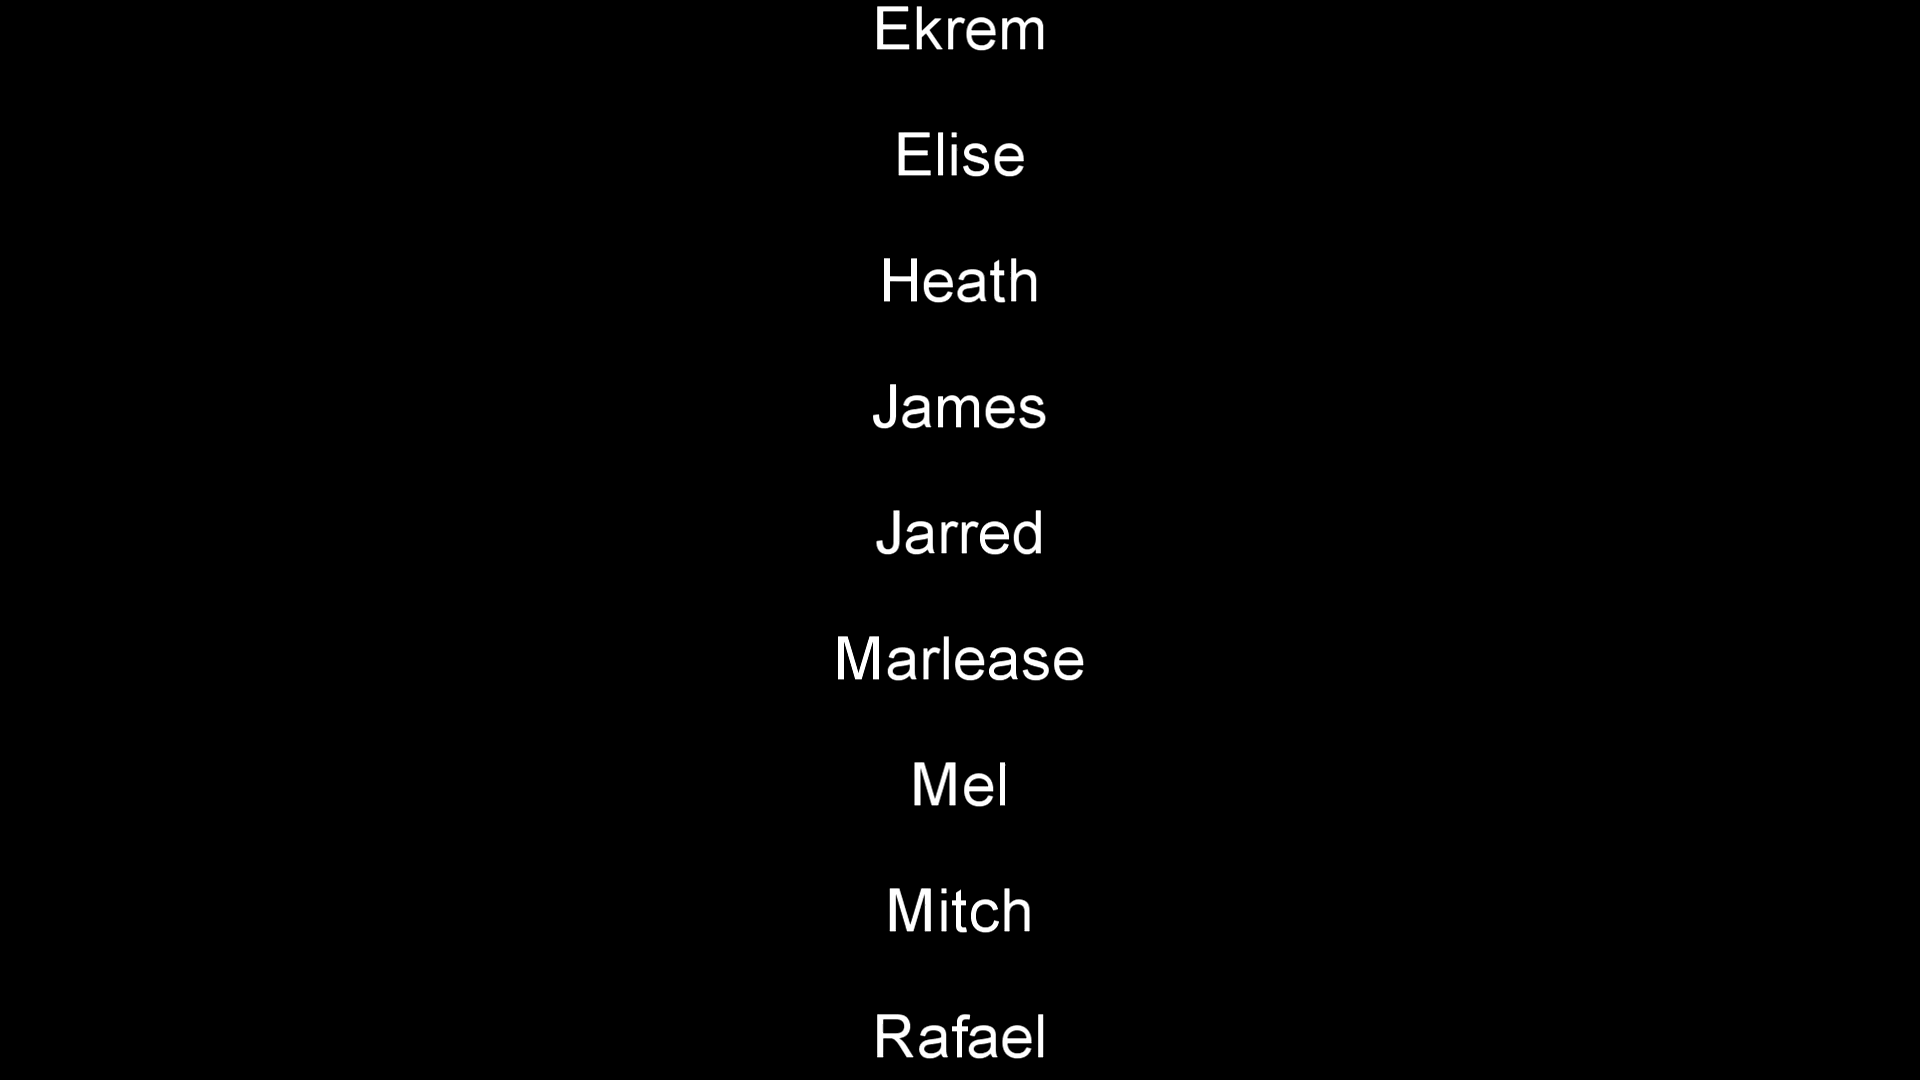 Ekrem
Elise
Heath
James
Jarred
Marlease
Mel
Mitch
Rafael